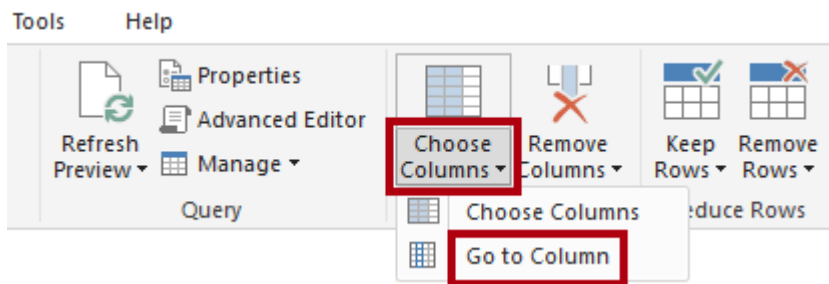 Tools Help
Properties
Advanced Editor
Refresh
Preview
Manage
Choose
Columns
Remove
Columns
Keep
Rows
Remove
Rows
Query
Choose Columns
Go to Column
Rows